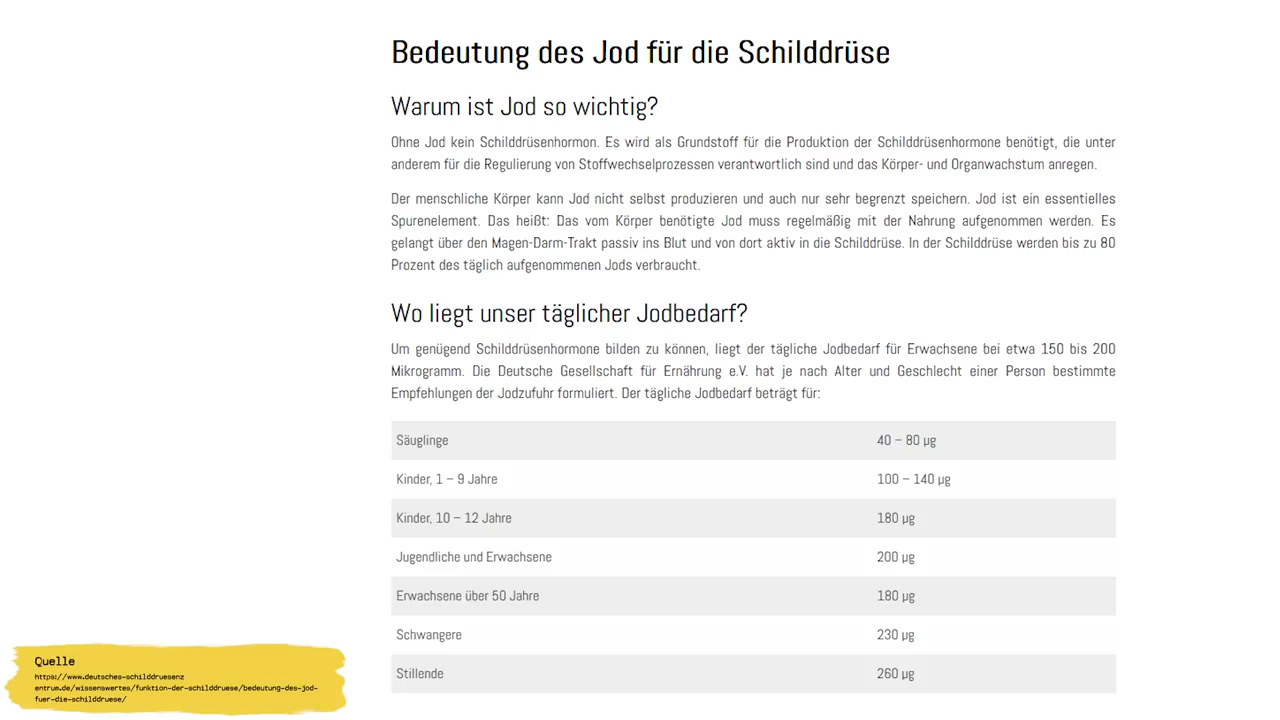 Bedeutung des Jod für die Schilddrüse
Warum ist Jod so wichtig?
Ohne Jod kein Schilddrüsenhormon. Es wird als Grundstoff für die Produktion der Schilddrüsenhormone benötigt, die unter
anderem für die Regulierung von Stoffwechselprozessen verantwortlich sind und das Körper- und Organwachstum anregen.
Der menschliche Körper kann Jod nicht selbst produzieren und auch nur sehr begrenzt speichern. Jod ist ein essentielles
Spurenelement. Das heißt: Das vom Körper benötigte Jod muss regelmäßig mit der Nahrung aufgenommen werden. Es
gelangt über den Magen-Darm-Trakt passiv ins Blut und von dort aktiv in die Schilddrüse. In der Schilddrüse werden bis zu 80
Prozent des täglich aufgenommenen Jods verbraucht.
Wo liegt unser täglicher Jodbedarf?
Um genügend Schilddrüsenhormone bilden zu können, liegt der tägliche Jodbedarf für Erwachsene bei etwa 150 bis 200
Mikrogramm. Die Deutsche Gesellschaft für Ernährung e.V. hat je nach Alter und Geschlecht einer Person bestimmte
Empfehlungen der Jodzufuhr formuliert. Der tägliche Jodbedarf beträgt für:
Säuglinge 40 – 80 µg
Kinder, 1 – 9 Jahre 100 – 140 µg
Kinder, 10 – 12 Jahre 180 µg
Jugendliche und Erwachsene 200 µg
Erwachsene über 50 Jahre 180 µg
Schwangere 230 µg
Stillende 260 µg
Quelle
https://www.deutsches-schilddruesenz
entrum.de/wissenswertes/funktion-der-schilddruese/bedeutung-des-jod-
fuer-die-schilddruese/